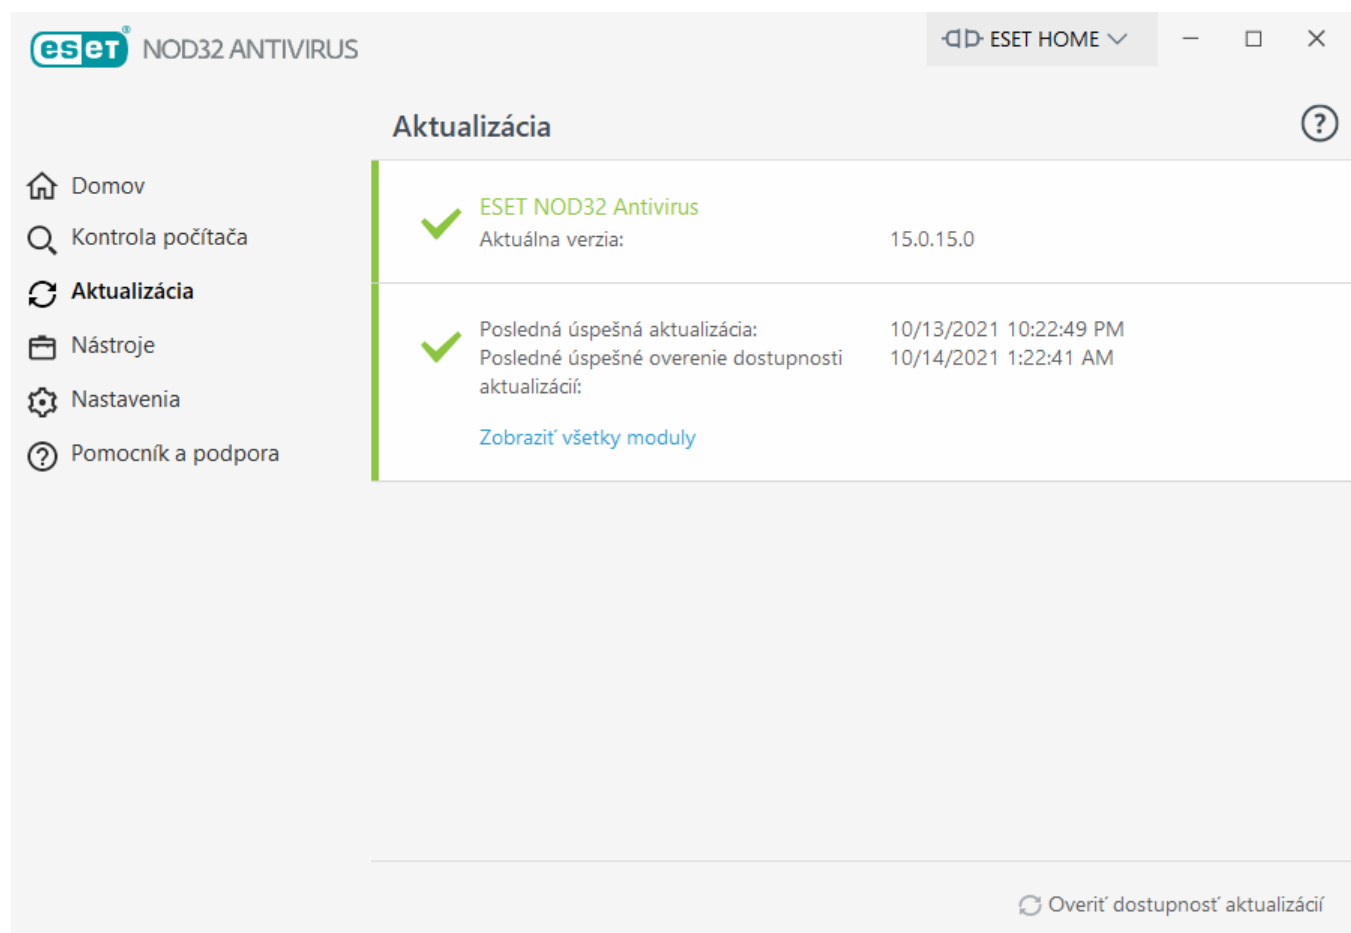 eset® NOD32 ANTIVIRUS
ESET HOME
Aktualizácia
Domov
Kontrola počítača
Aktualizácia
Nástroje
Nastavenia
Pomocník a podpora
ESET NOD32 Antivirus
Aktuálna verzia: 15.0.15.0
Posledná úspešná aktualizácia: 10/13/2021 10:22:49 PM
Posledné úspešné overenie dostupnosti 10/14/2021 1:22:41 AM
aktualizácií:
Zobraziť všetky moduly
Overiť dostupnosť aktualizácií